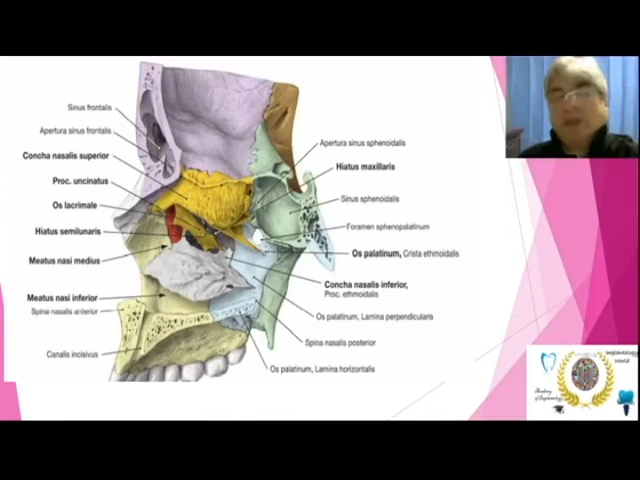 Sinus frontalis
Apertura sinus frontalis
Concha nasalis superior
Proc. uncinatus
Os lacrimale
Hiatus semilunaris
Meatus nasi medius
Meatus nasi inferior
Spina nasalis anterior
Canalis incisivus
Apertura sinus sphenoidalis
Hiatus maxillaris
Sinus sphenoidalis
Foramen sphenopalatinum
Os palatinum, Crista ethmoidalis
Concha nasalis inferior,
Proc. ethmoidalis
Os palatinum, Lamina perpendicularis
Spina nasalis posterior
Os palatinum, Lamina horizontalis
of Implantology